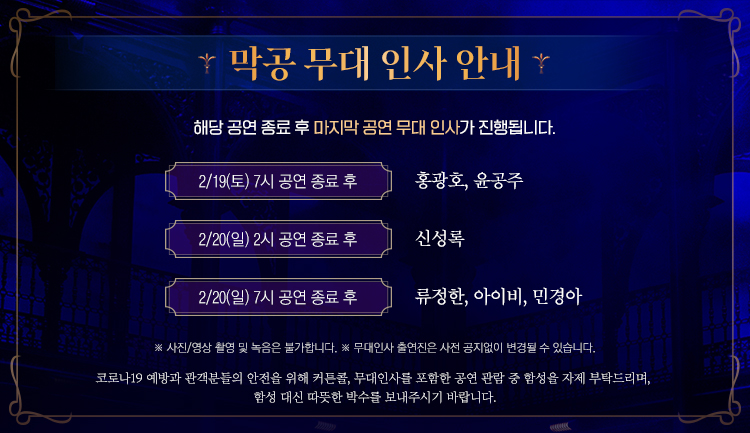 막공 무대 인사 안내
해당 공연 종료 후 마지막 공연 무대 인사가 진행됩니다.
2/19(토) 7시 공연 종료 후 홍광호, 윤공주
2/20(일) 2시 공연 종료 후 신성록
2/20(일) 7시 공연 종료 후 류정한, 아이비, 민경아
※ 사진/영상 촬영 및 녹음은 불가합니다. ※ 무대인사 출연진은 사전 공지없이 변경될 수 있습니다.
코로나19 예방과 관객분들의 안전을 위해 커튼콜, 무대인사를 포함한 공연 관람 중 함성을 자제 부탁드리며,
함성 대신 따뜻한 박수를 보내주시기 바랍니다.